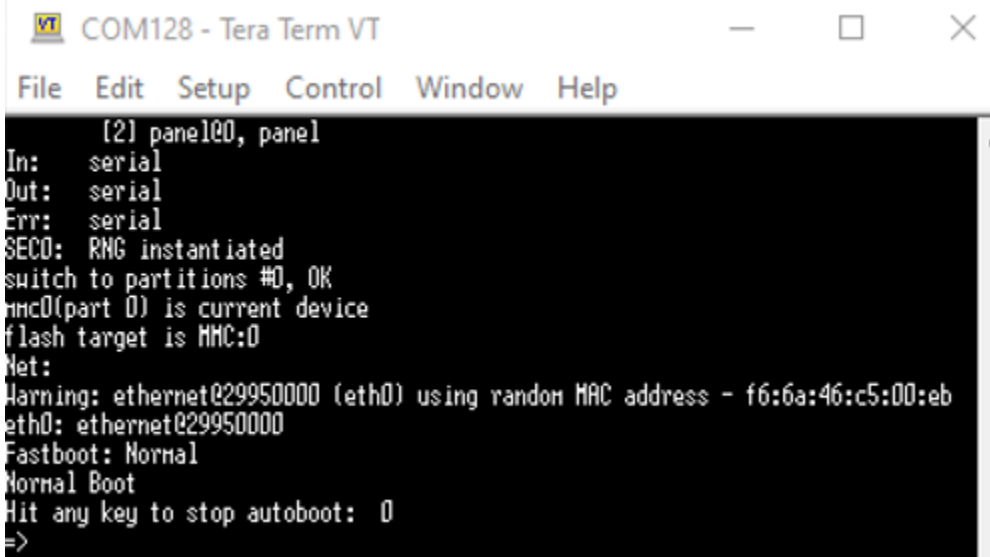 COM128 - Tera Term VT
File Edit Setup Control Window Help
[2] panel@0, panel
In: serial
Out: serial
Err: serial
SECO: RNG instantiated
switch to partitions #0, OK
mmc0(part 0) is current device
flash target is MMC:0
Net:
Warning: ethernet@29950000 (eth0) using random MAC address - f6:6a:46:c5:00:eb
eth0: ethernet@29950000
Fastboot: Normal
Normal Boot
Hit any key to stop autoboot: 0
=>